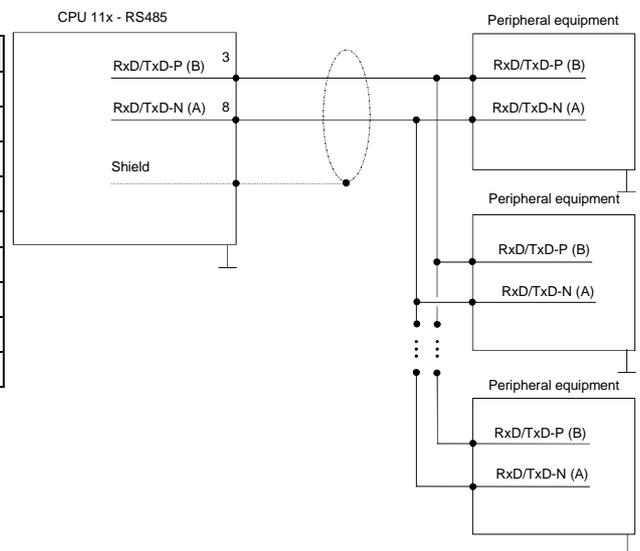 CPU 11x - RS485
RxD/TxD-P (B) 3
RxD/TxD-N (A) 8
Shield
Peripheral equipment
RxD/TxD-P (B)
RxD/TxD-N (A)
Peripheral equipment
RxD/TxD-P (B)
RxD/TxD-N (A)
Peripheral equipment
RxD/TxD-P (B)
RxD/TxD-N (A)